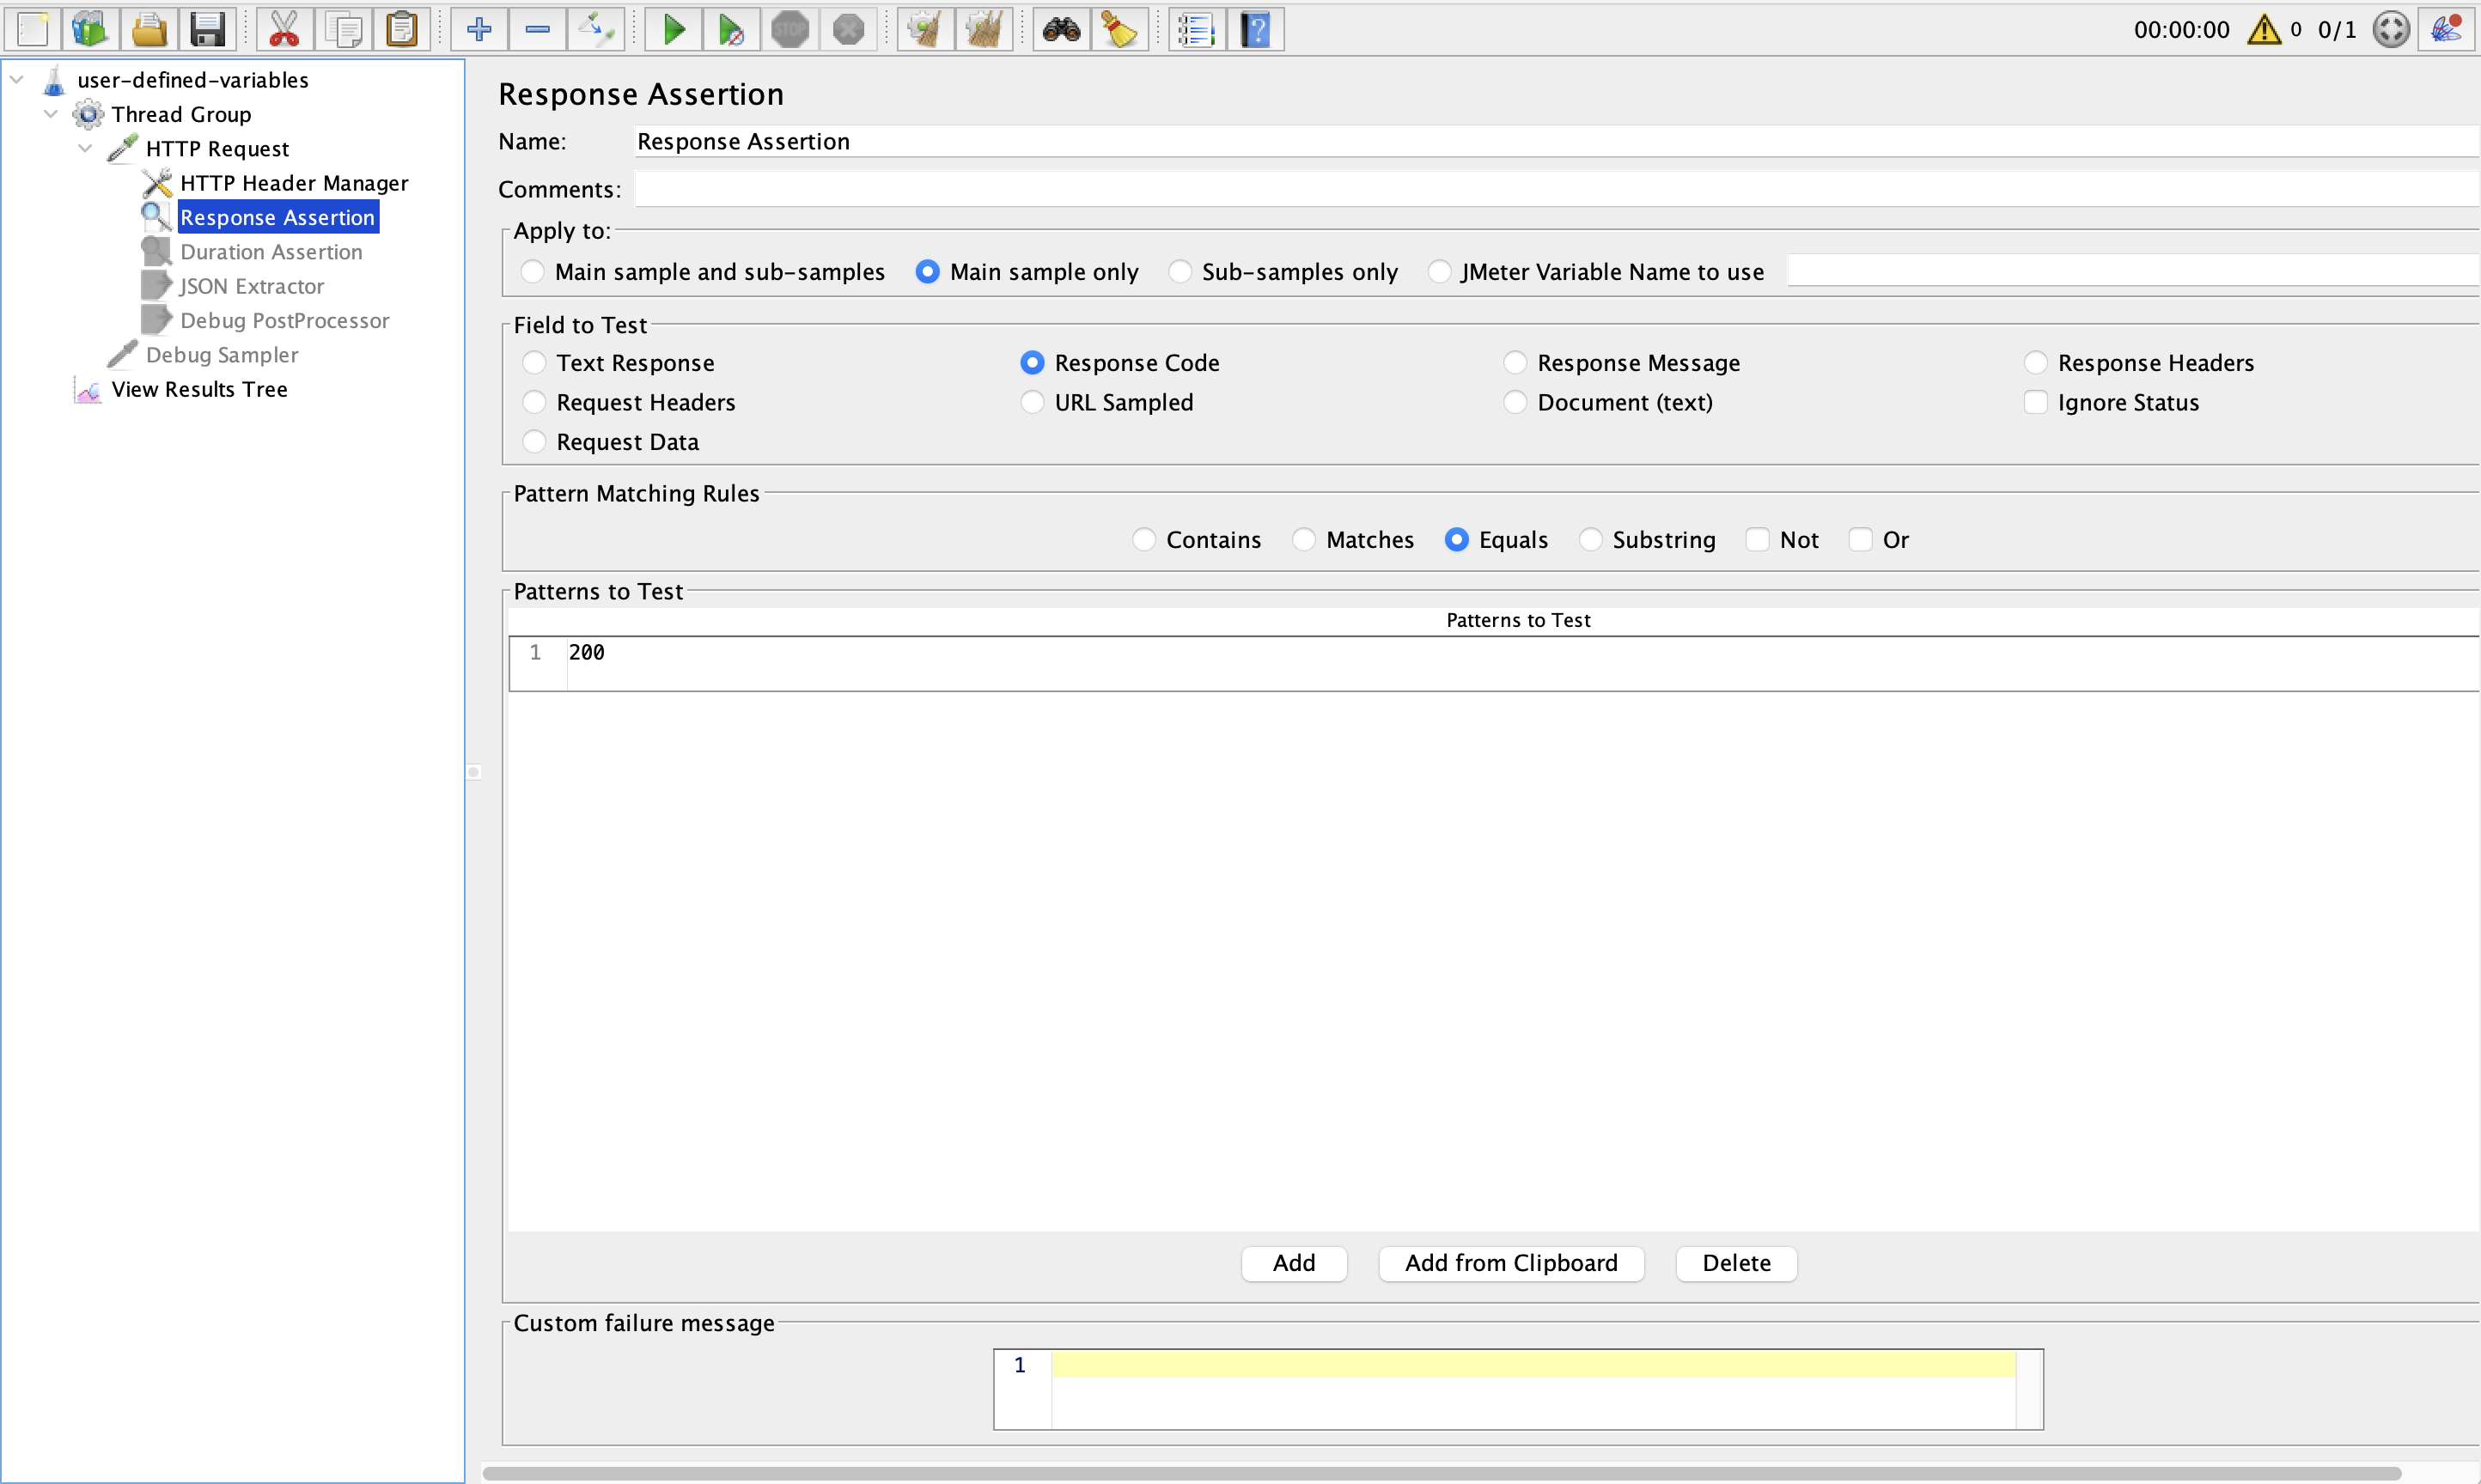 STOP
00:00:00 0 0/1
user-defined-variables
Thread Group
HTTP Request
HTTP Header Manager
Response Assertion
Duration Assertion
JSON Extractor
Debug PostProcessor
Debug Sampler
View Results Tree
Response Assertion
Name: Response Assertion
Comments:
Apply to:
Main sample and sub-samples Main sample only Sub-samples only JMeter Variable Name to use
Field to Test
Text Response Response Code Response Message Response Headers
Request Headers URL Sampled Document (text) Ignore Status
Request Data
Pattern Matching Rules
Contains Matches Equals Substring Not Or
Patterns to Test
Patterns to Test
1 200
Add Add from Clipboard Delete
Custom failure message
1